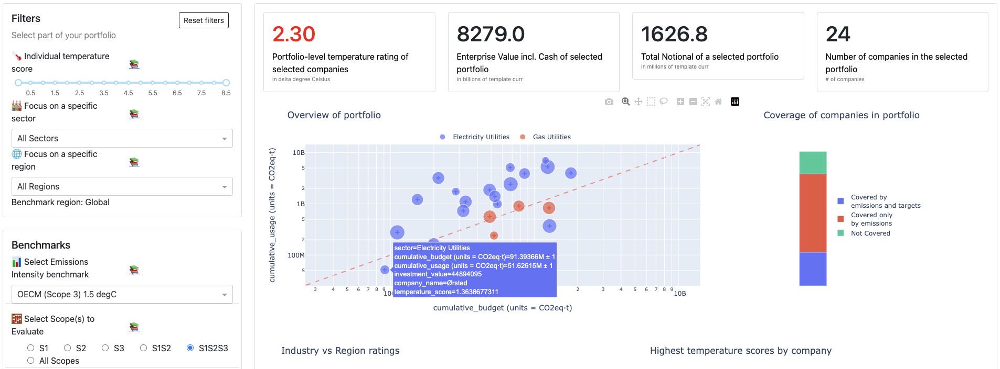 Filters
Reset filters
Select part of your portfolio
Individual temperature
score
0.5 1.5 2.5 3.5 4.5 5.5 6.5 7.5 8.5
Focus on a specific
sector
All Sectors
Focus on a specific
region
All Regions
Benchmark region: Global
Benchmarks
Select Emissions
Intensity benchmark
OECM (Scope 3) 1.5 degC
Select Scope(s) to
Evaluate
S1 S2 S3 S1S2 S1S2S3
All Scopes
2.30
Portfolio-level temperature rating of
selected companies
in delta degree Celsius
8279.0
Enterprise Value incl. Cash of selected
portfolio
in billions of template curr
1626.8
Total Notional of a selected portfolio
in millions of template curr
24
Number of companies in the selected
portfolio
# of companies
Overview of portfolio
Electricity Utilities Gas Utilities
cumulative_usage (units = CO2eq·t)
10B
5
2
1B
5
2
100M
5
sector=Electricity Utilities
cumulative_budget (units = CO2eq·t)=91.39366M ± 1
cumulative_usage (units = CO2eq·t)=51.62615M ± 1
investment_value=44894095
company_name=Ørsted
temperature_score=1.3638677311
3 4 5 6 7 8 9 2 3 4 5 6 7 8 9
10B
cumulative_budget (units = CO2eq·t)
Coverage of companies in portfolio
Covered by
emissions and targets
Covered only
by emissions
Not Covered
Industry vs Region ratings
Highest temperature scores by company